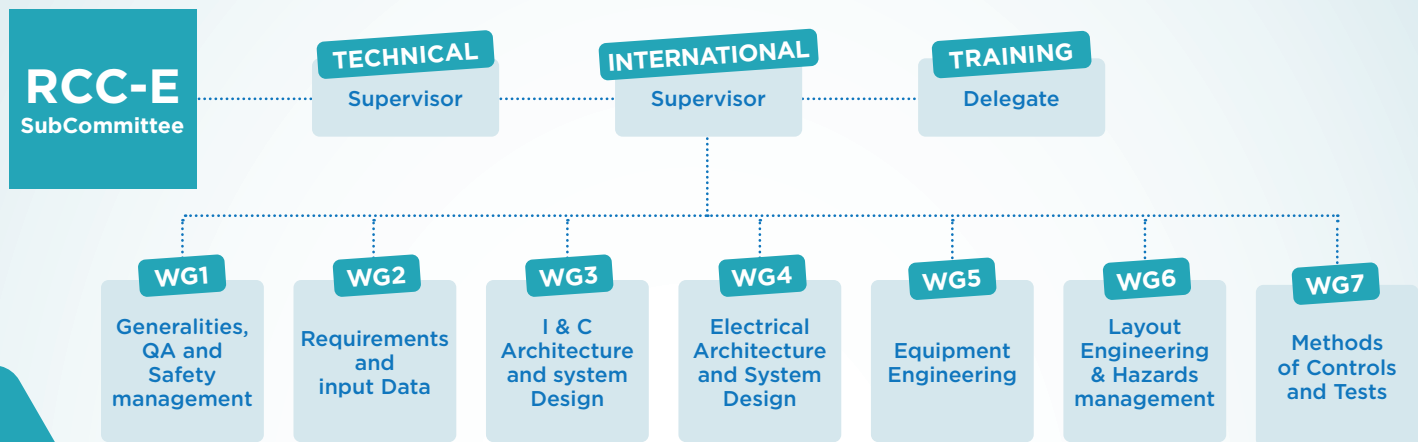 RCC-E
SubCommittee
TECHNICAL
Supervisor
INTERNATIONAL
Supervisor
TRAINING
Delegate
WG1
Generalities,
QA and
Safety
management
WG2
Requirements
and
input Data
WG3
I & C
Architecture
and system
Design
WG4
Electrical
Architecture
and System
Design
WG5
Equipment
Engineering
WG6
Layout
Engineering
& Hazards
management
WG7
Methods
of Controls
and Tests